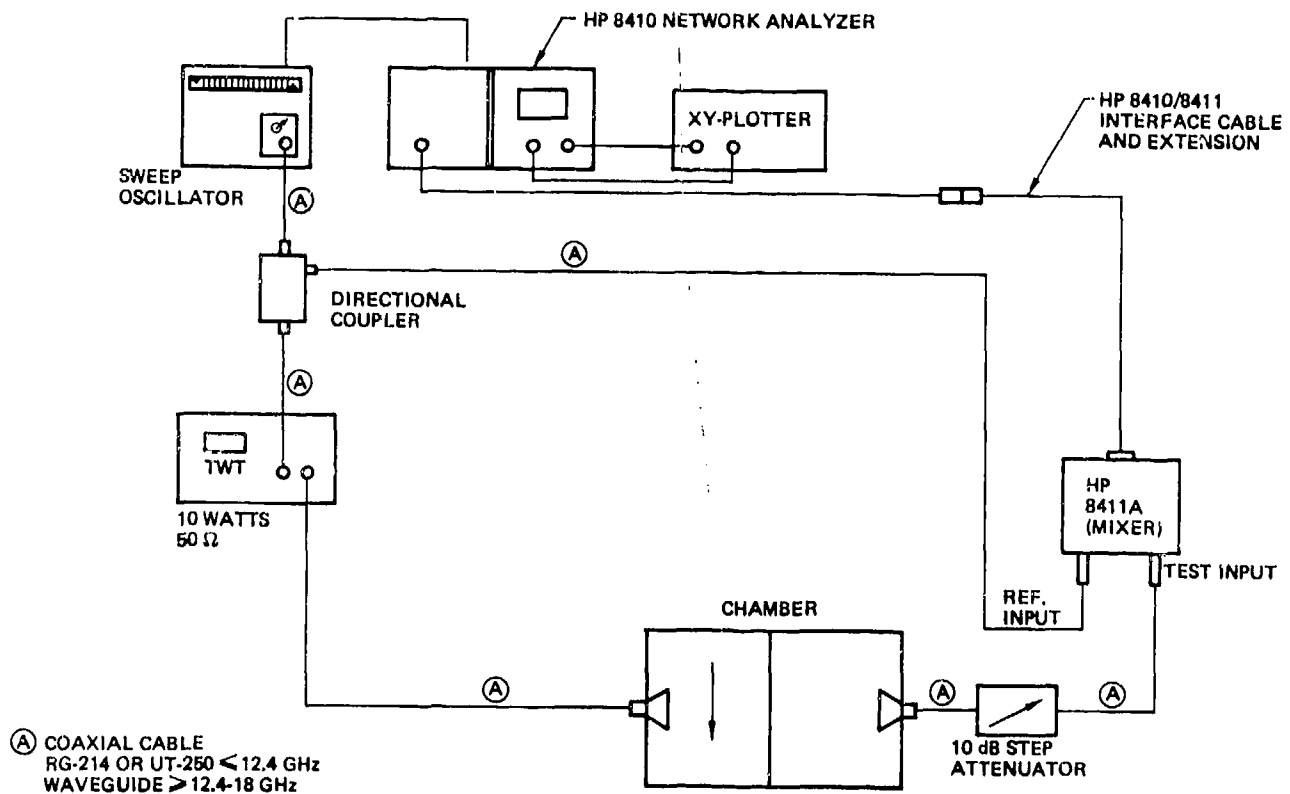 HP 8410 NETWORK ANALYZER
XY-PLOTTER
HP 8410/8411
INTERFACE CABLE
AND EXTENSION
SWEEP
OSCILLATOR
A
A
DIRECTIONAL
COUPLER
A
TWT
10 WATTS
50 Ω
HP
8411A
(MIXER)
TEST INPUT
REF.
INPUT
CHAMBER
A
A
A
10 dB STEP
ATTENUATOR
A COAXIAL CABLE
RG-214 OR UT-250 ⩽ 12.4 GHz
WAVEGUIDE ⩾ 12.4-18 GHz